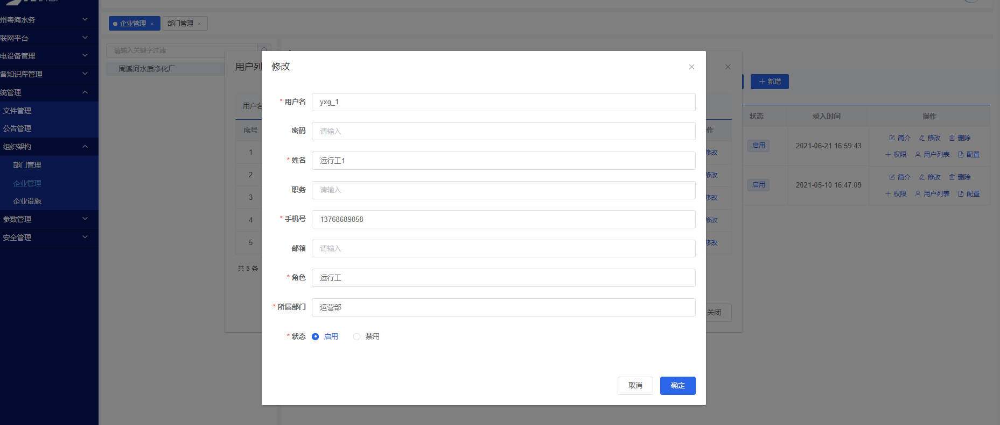 州粤海水务
联网平台
电设备管理
备知识库管理
统管理
文件管理
公告管理
组织架构
部门管理
企业管理
企业设施
参数管理
安全管理
企业管理 ×
部门管理 ×
请输入关键字过滤
周溪河水质净化厂
+ 新增
状态 录入时间 操作
启用 2021-06-21 16:59:43 简介 修改 删除
+ 权限 用户列表 配置
启用 2021-05-10 16:47:09 简介 修改 删除
+ 权限 用户列表 配置
用户列
用户名
序号 作
1 修改
2 修改
3 修改
4 修改
5 修改
共 5 条
关闭
修改
* 用户名 yxg_1
密码 请输入
* 姓名 运行工1
职务 请输入
* 手机号 13768689858
邮箱 请输入
* 角色 运行工
* 所属部门 运营部
* 状态 启用 禁用
取消 确定